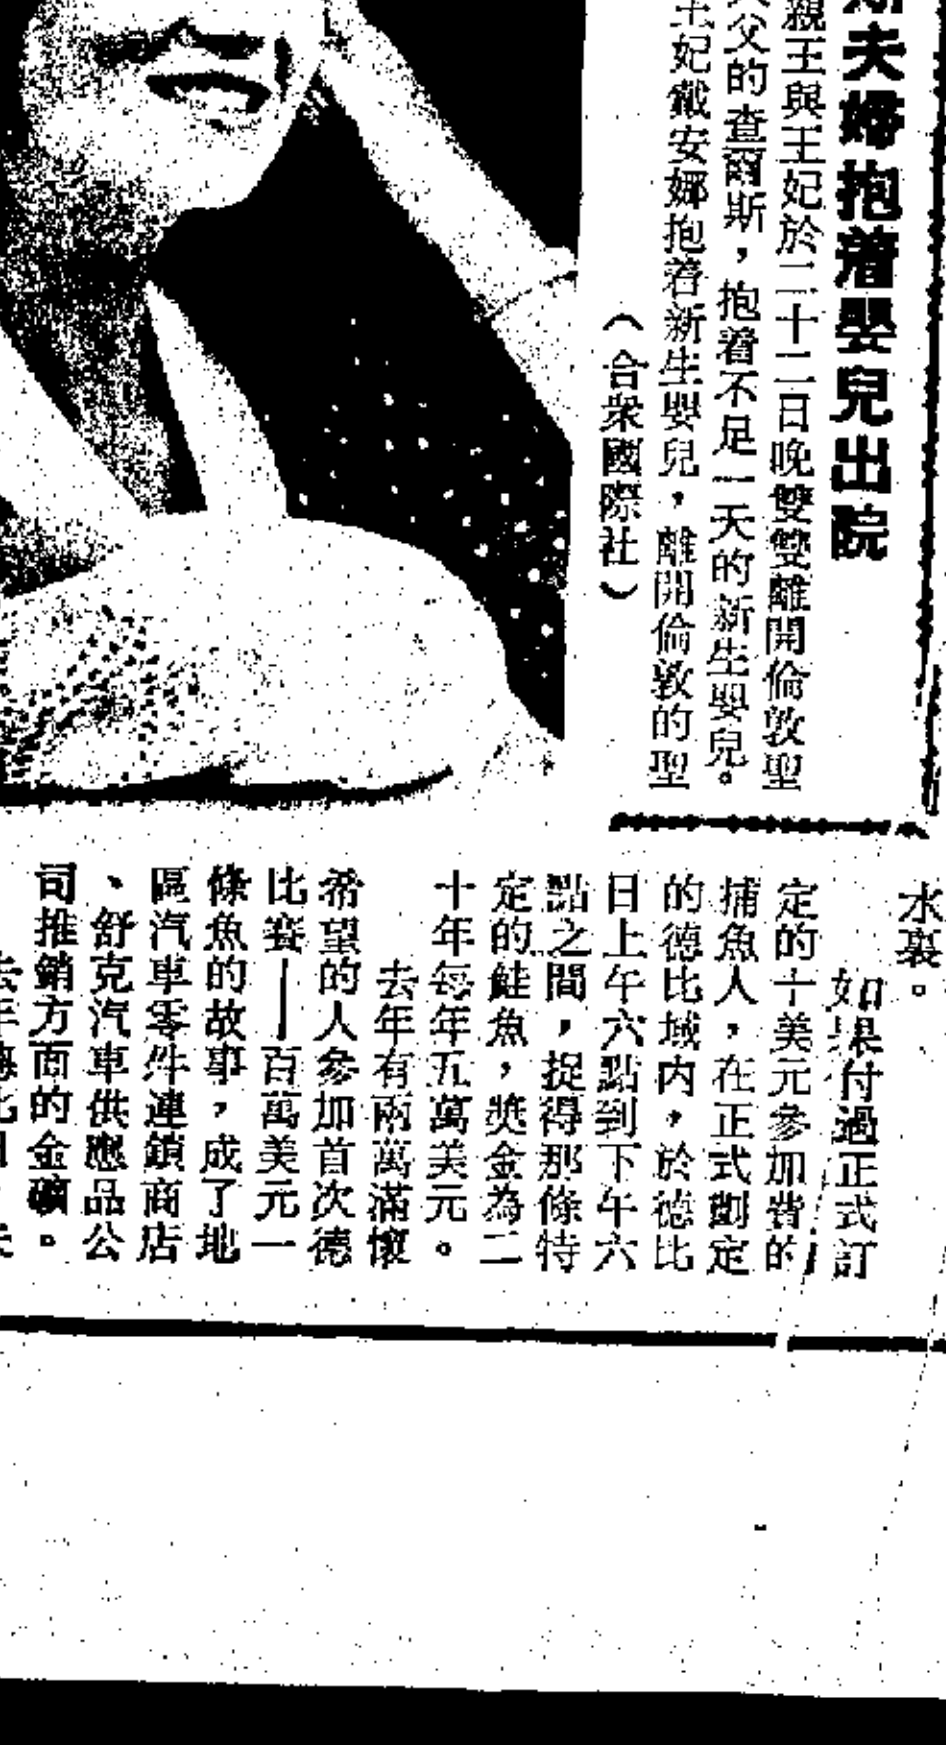 夫婦抱着嬰兒出院
親王與王妃於二十二日晚雙雙離開倫敦聖
父的查爾斯，抱着不足一天的新生嬰兒。
王妃戴安娜抱着新生嬰兒，離開倫敦的聖
（合衆國際社）
水裏。
如果付過正式訂
定的十美元參加費的
捕魚人，在正式劃定
的德比域內，於德比
日上午六點到下午六
點之間，捉得那條特
定的鮭魚，獎金為二
十年每年五萬美元。
去年有兩萬滿懷
希望的人參加首次德
比賽—百萬美元一
條魚的故事，成了地
區汽車零件連鎖商店
、舒克汽車供應品公
司推銷方面的金礦。